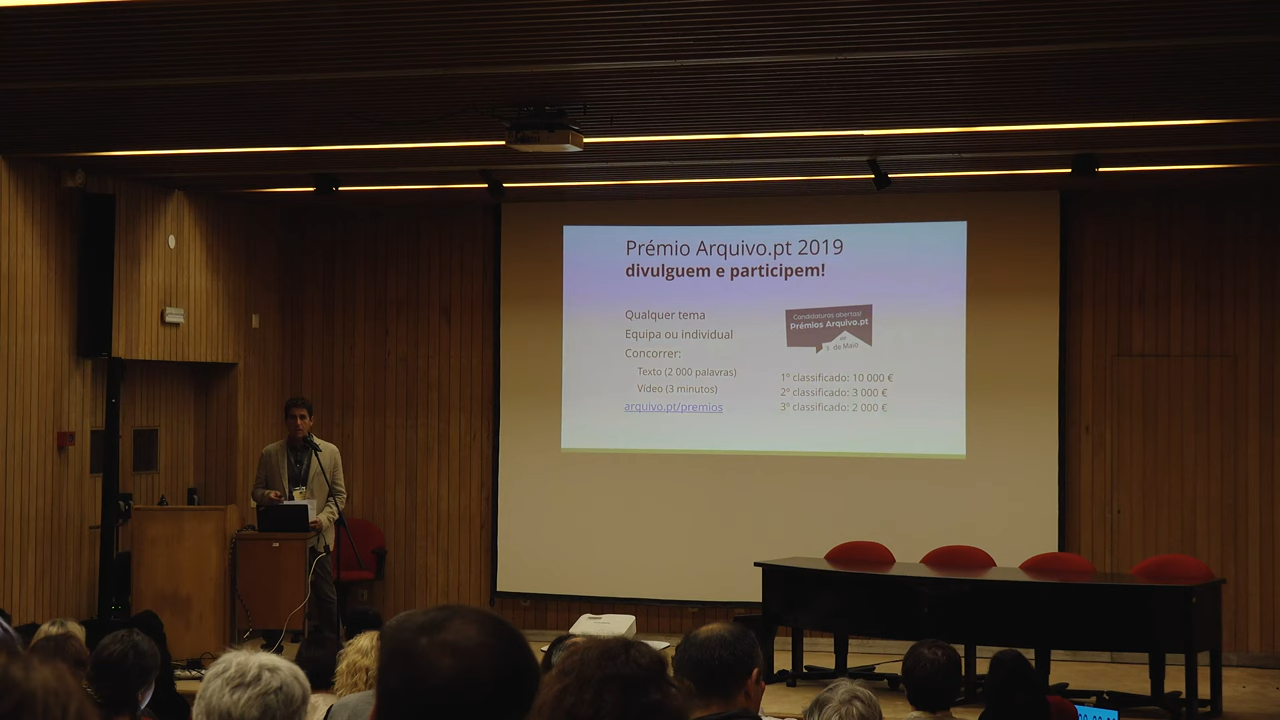 Prémio Arquivo.pt 2019
divulguem e participem!
Qualquer tema
Equipa ou individual
Concorrer:
Texto (2 000 palavras)
Vídeo (3 minutos)
arquivo.pt/premios
Candidaturas abertas!
Prémios Arquivo.pt
de Maio
1º classificado: 10 000 €
2º classificado: 3 000 €
3º classificado: 2 000 €